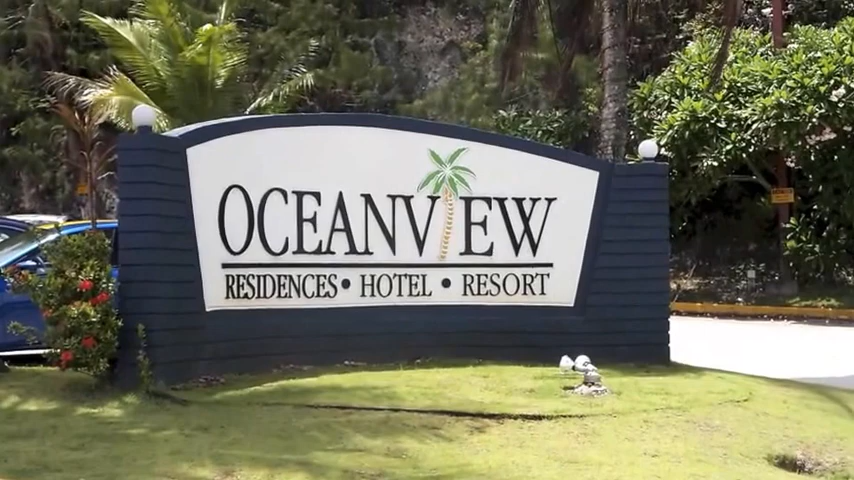 OCEANVIEW
RESIDENCES • HOTEL • RESORT